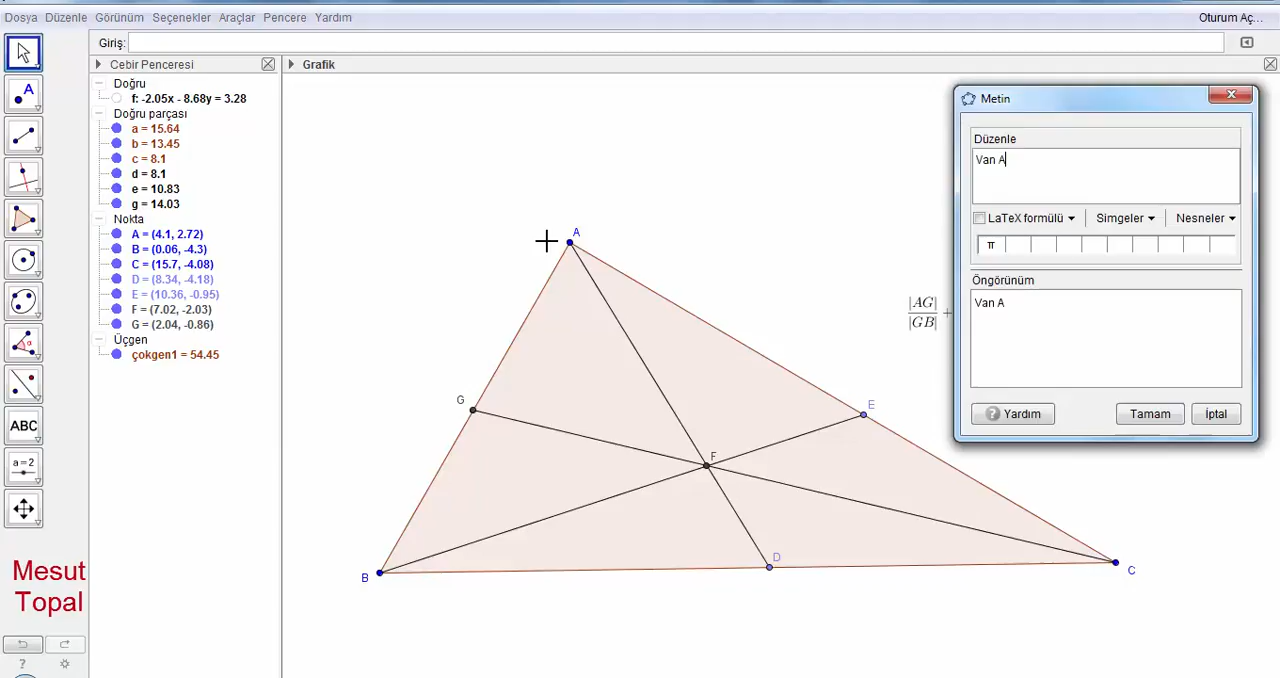 Dosya Düzenle Görünüm Seçenekler Araçlar Pencere Yardım Oturum Aç...
Giriş:
Cebir Penceresi
Grafik
Doğru
f: -2.05x - 8.68y = 3.28
Doğru parçası
a = 15.64
b = 13.45
c = 8.1
d = 8.1
e = 10.83
g = 14.03
Nokta
A = (4.1, 2.72)
B = (0.06, -4.3)
C = (15.7, -4.08)
D = (8.34, -4.18)
E = (10.36, -0.95)
F = (7.02, -2.03)
G = (2.04, -0.86)
Üçgen
çokgen1 = 54.45
A
ABC
a=2
Mesut
Topal
?
A
G
E
F
B
D
C
|AG|
|GB| +
Metin
Düzenle
Van A
LaTeX formülü Simgeler Nesneler
π
Öngörünüm
Van A
? Yardım Tamam İptal